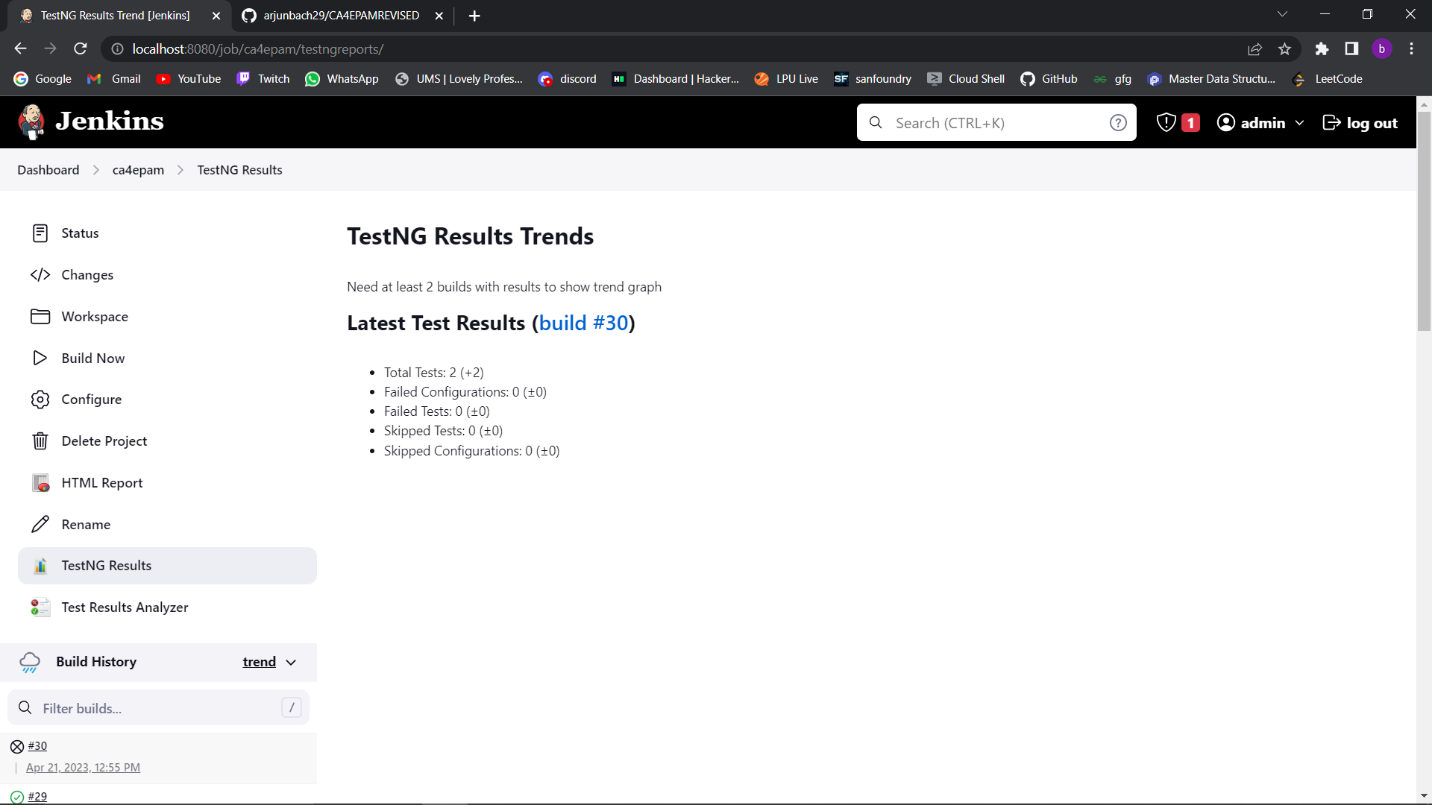 TestNG Results Trend [Jenkins]
arjunbach29/CA4EPAMREVISED
localhost:8080/job/ca4epam/testngreports/
b
Google
Gmail
YouTube
Twitch
WhatsApp
UMS | Lovely Profes...
discord
Dashboard | Hacker...
LPU Live
SF
sanfoundry
Cloud Shell
GitHub
gfg
Master Data Structu...
LeetCode
Jenkins
Search (CTRL+K)
?
1
admin
log out
Dashboard
ca4epam
TestNG Results
Status
Changes
Workspace
Build Now
Configure
Delete Project
HTML Report
Rename
TestNG Results
Test Results Analyzer
Build History
trend
Filter builds...
/
#30
Apr 21, 2023, 12:55 PM
#29
TestNG Results Trends
Need at least 2 builds with results to show trend graph
Latest Test Results (build #30)
Total Tests: 2 (+2)
Failed Configurations: 0 (±0)
Failed Tests: 0 (±0)
Skipped Tests: 0 (±0)
Skipped Configurations: 0 (±0)